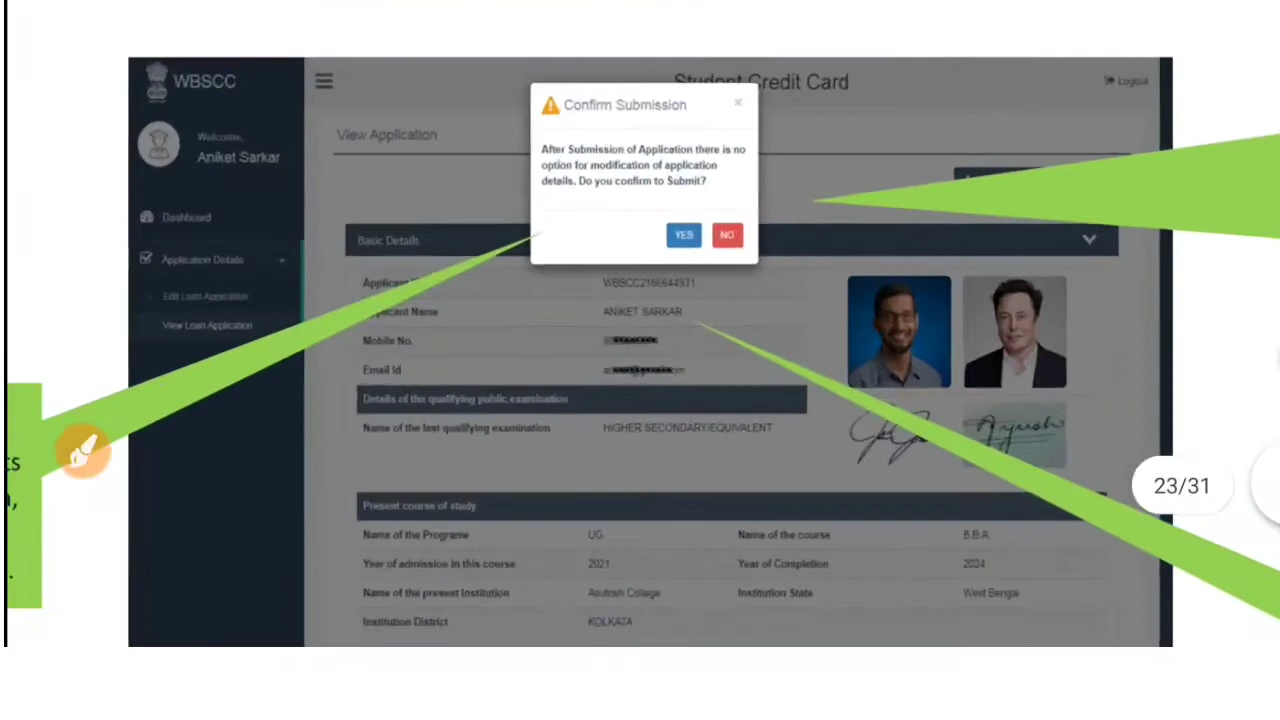 WBSCC
Student Credit Card
Logout
Welcome,
Aniket Sarkar
Dashboard
Application Details
Edit Loan Application
View Loan Application
View Application
Confirm Submission
×
After Submission of Application there is no
option for modification of application
details. Do you confirm to Submit?
YES
NO
Basic Details
WBSCC2166644931
Name
ANIKET SARKAR
Mobile No.
Email Id
Details of the qualifying public examination
Name of the last qualifying examination
HIGHER SECONDARY/EQUIVALENT
Present course of study
Name of the Programe
UG
Name of the course
B.B.A.
Year of admission in this course
2021
Year of Completion
2024
Name of the present Institution
Asutosh College
Institution State
West Bengal
Institution District
KOLKATA
23/31